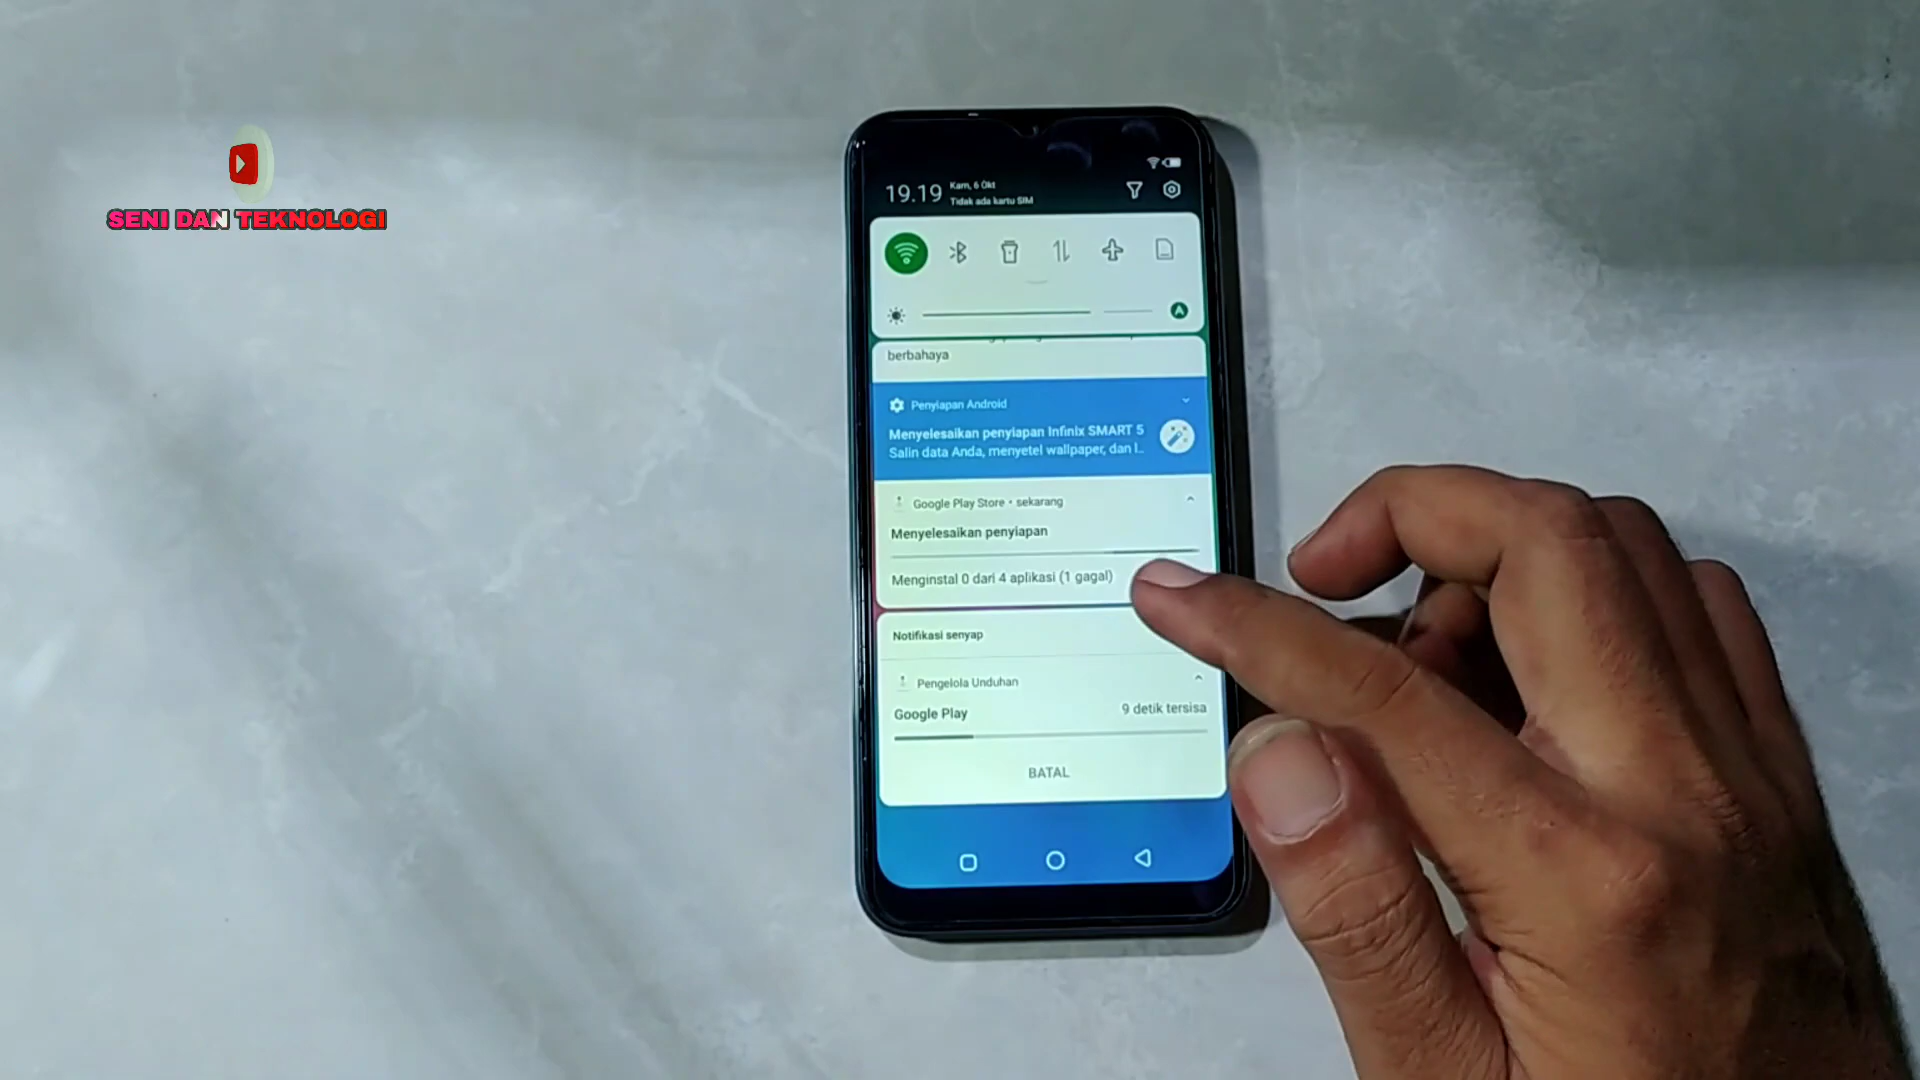 SENI DAN TEKNOLOGI
19.19
Kam, 6 Okt
Tidak ada kartu SIM
A
berbahaya
Penyiapan Android
Menyelesaikan penyiapan Infinix SMART 5
Salin data Anda, menyetel wallpaper, dan l..
Google Play Store • sekarang
Menyelesaikan penyiapan
Menginstal 0 dari 4 aplikasi (1 gagal)
Notifikasi senyap
Pengelola Unduhan
Google Play
9 detik tersisa
BATAL